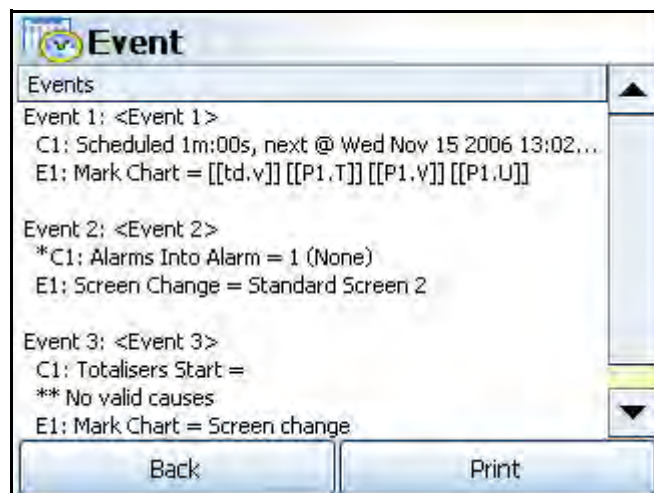 Event
Events
Event 1: <Event 1>
C1: Scheduled 1m:00s, next @ Wed Nov 15 2006 13:02...
E1: Mark Chart = [[td.v]] [[P1.T]] [[P1.V]] [[P1.U]]
Event 2: <Event 2>
*C1: Alarms Into Alarm = 1 (None)
E1: Screen Change = Standard Screen 2
Event 3: <Event 3>
C1: Totalisers Start =
** No valid causes
E1: Mark Chart = Screen change
Back
Print